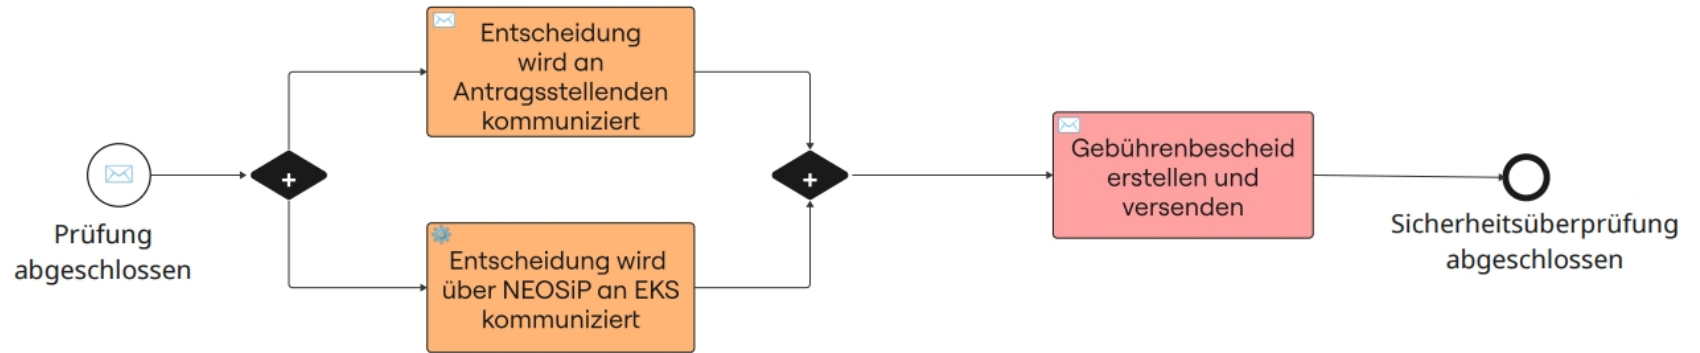 Prüfung
abgeschlossen
Entscheidung
wird an
Antragsstellenden
kommuniziert
Entscheidung wird
über NEOSiP an EKS
kommuniziert
Gebührenbescheid
erstellen und
versenden
Sicherheitsüberprüfung
abgeschlossen